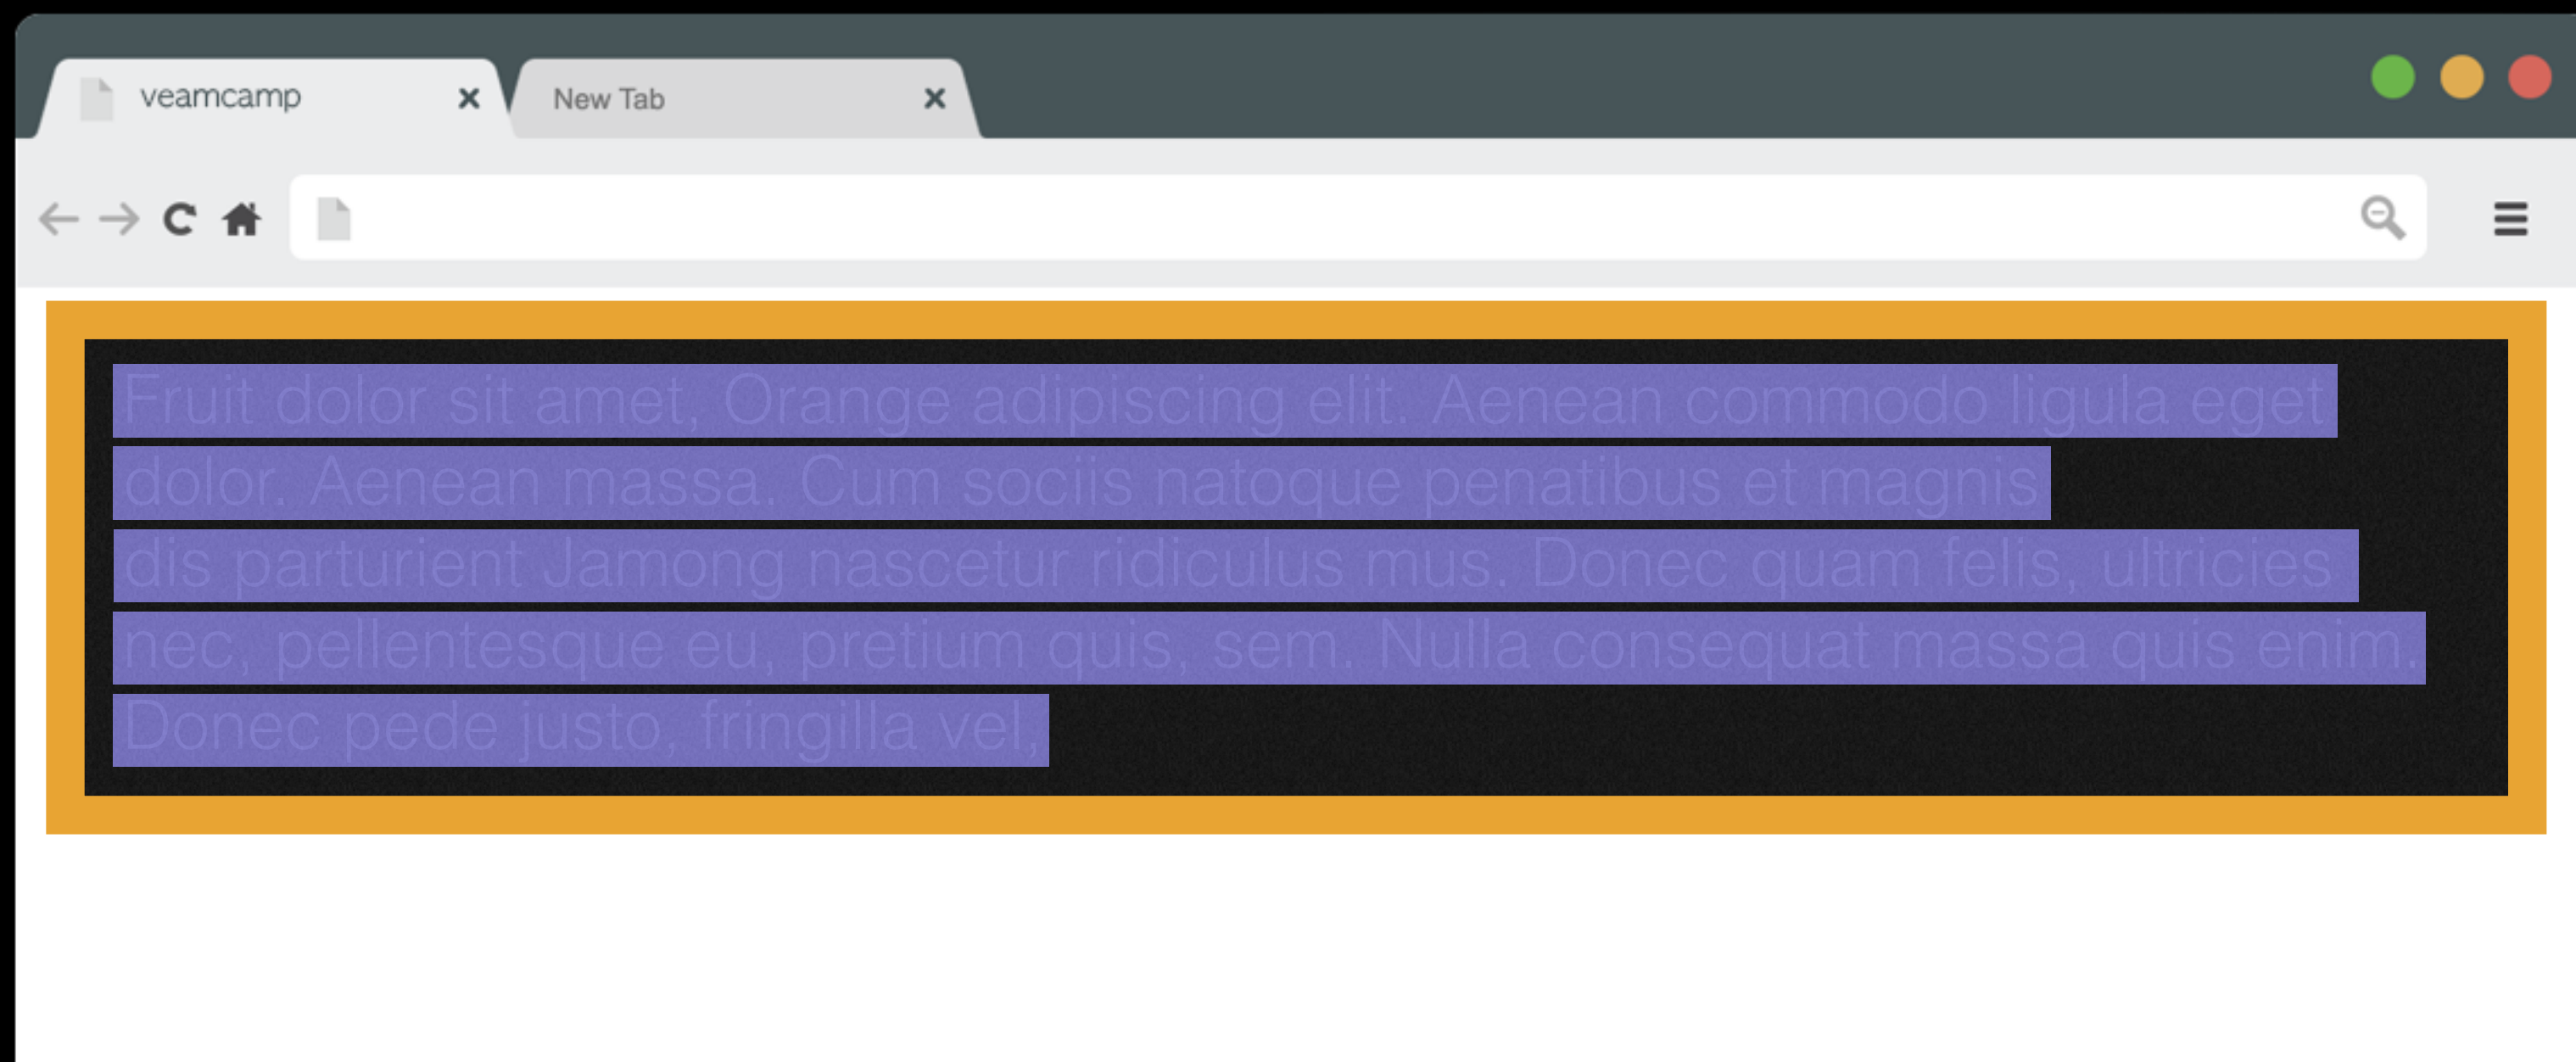 veamcamp
New Tab
Fruit dolor sit amet, Orange adipiscing elit. Aenean commodo ligula eget
dolor. Aenean massa. Cum sociis natoque penatibus et magnis
dis parturient Jamong nascetur ridiculus mus. Donec quam felis, ultricies
nec, pellentesque eu, pretium quis, sem. Nulla consequat massa quis enim.
Donec pede justo, fringilla vel,